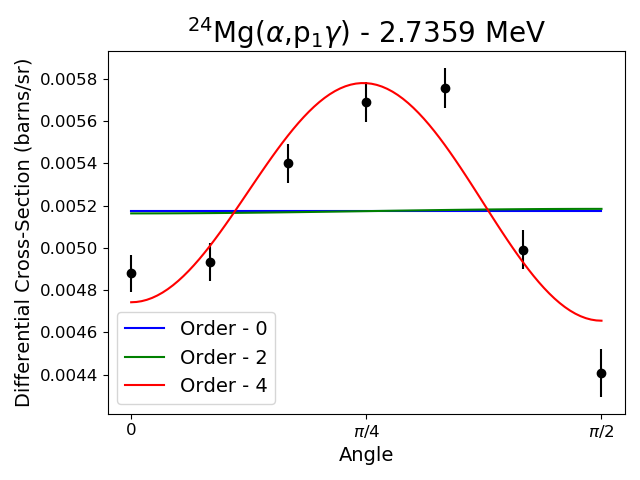 ²⁴Mg(α,p₁γ) - 2.7359 MeV
Differential Cross-Section (barns/sr)
0.0058
0.0056
0.0054
0.0052
0.0050
0.0048
0.0046
0.0044
Order - 0
Order - 2
Order - 4
0
π/4
π/2
Angle